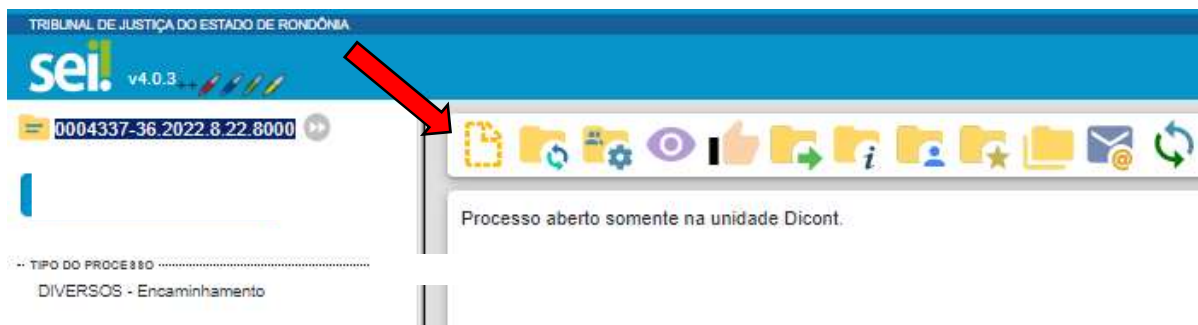 TRIBUNAL DE JUSTIÇA DO ESTADO DE RONDÔNIA
sei! v4.0.3 ++
0004337-36.2022.8.22.8000
Processo aberto somente na unidade Dicont.
TIPO DO PROCESSO
DIVERSOS - Encaminhamento